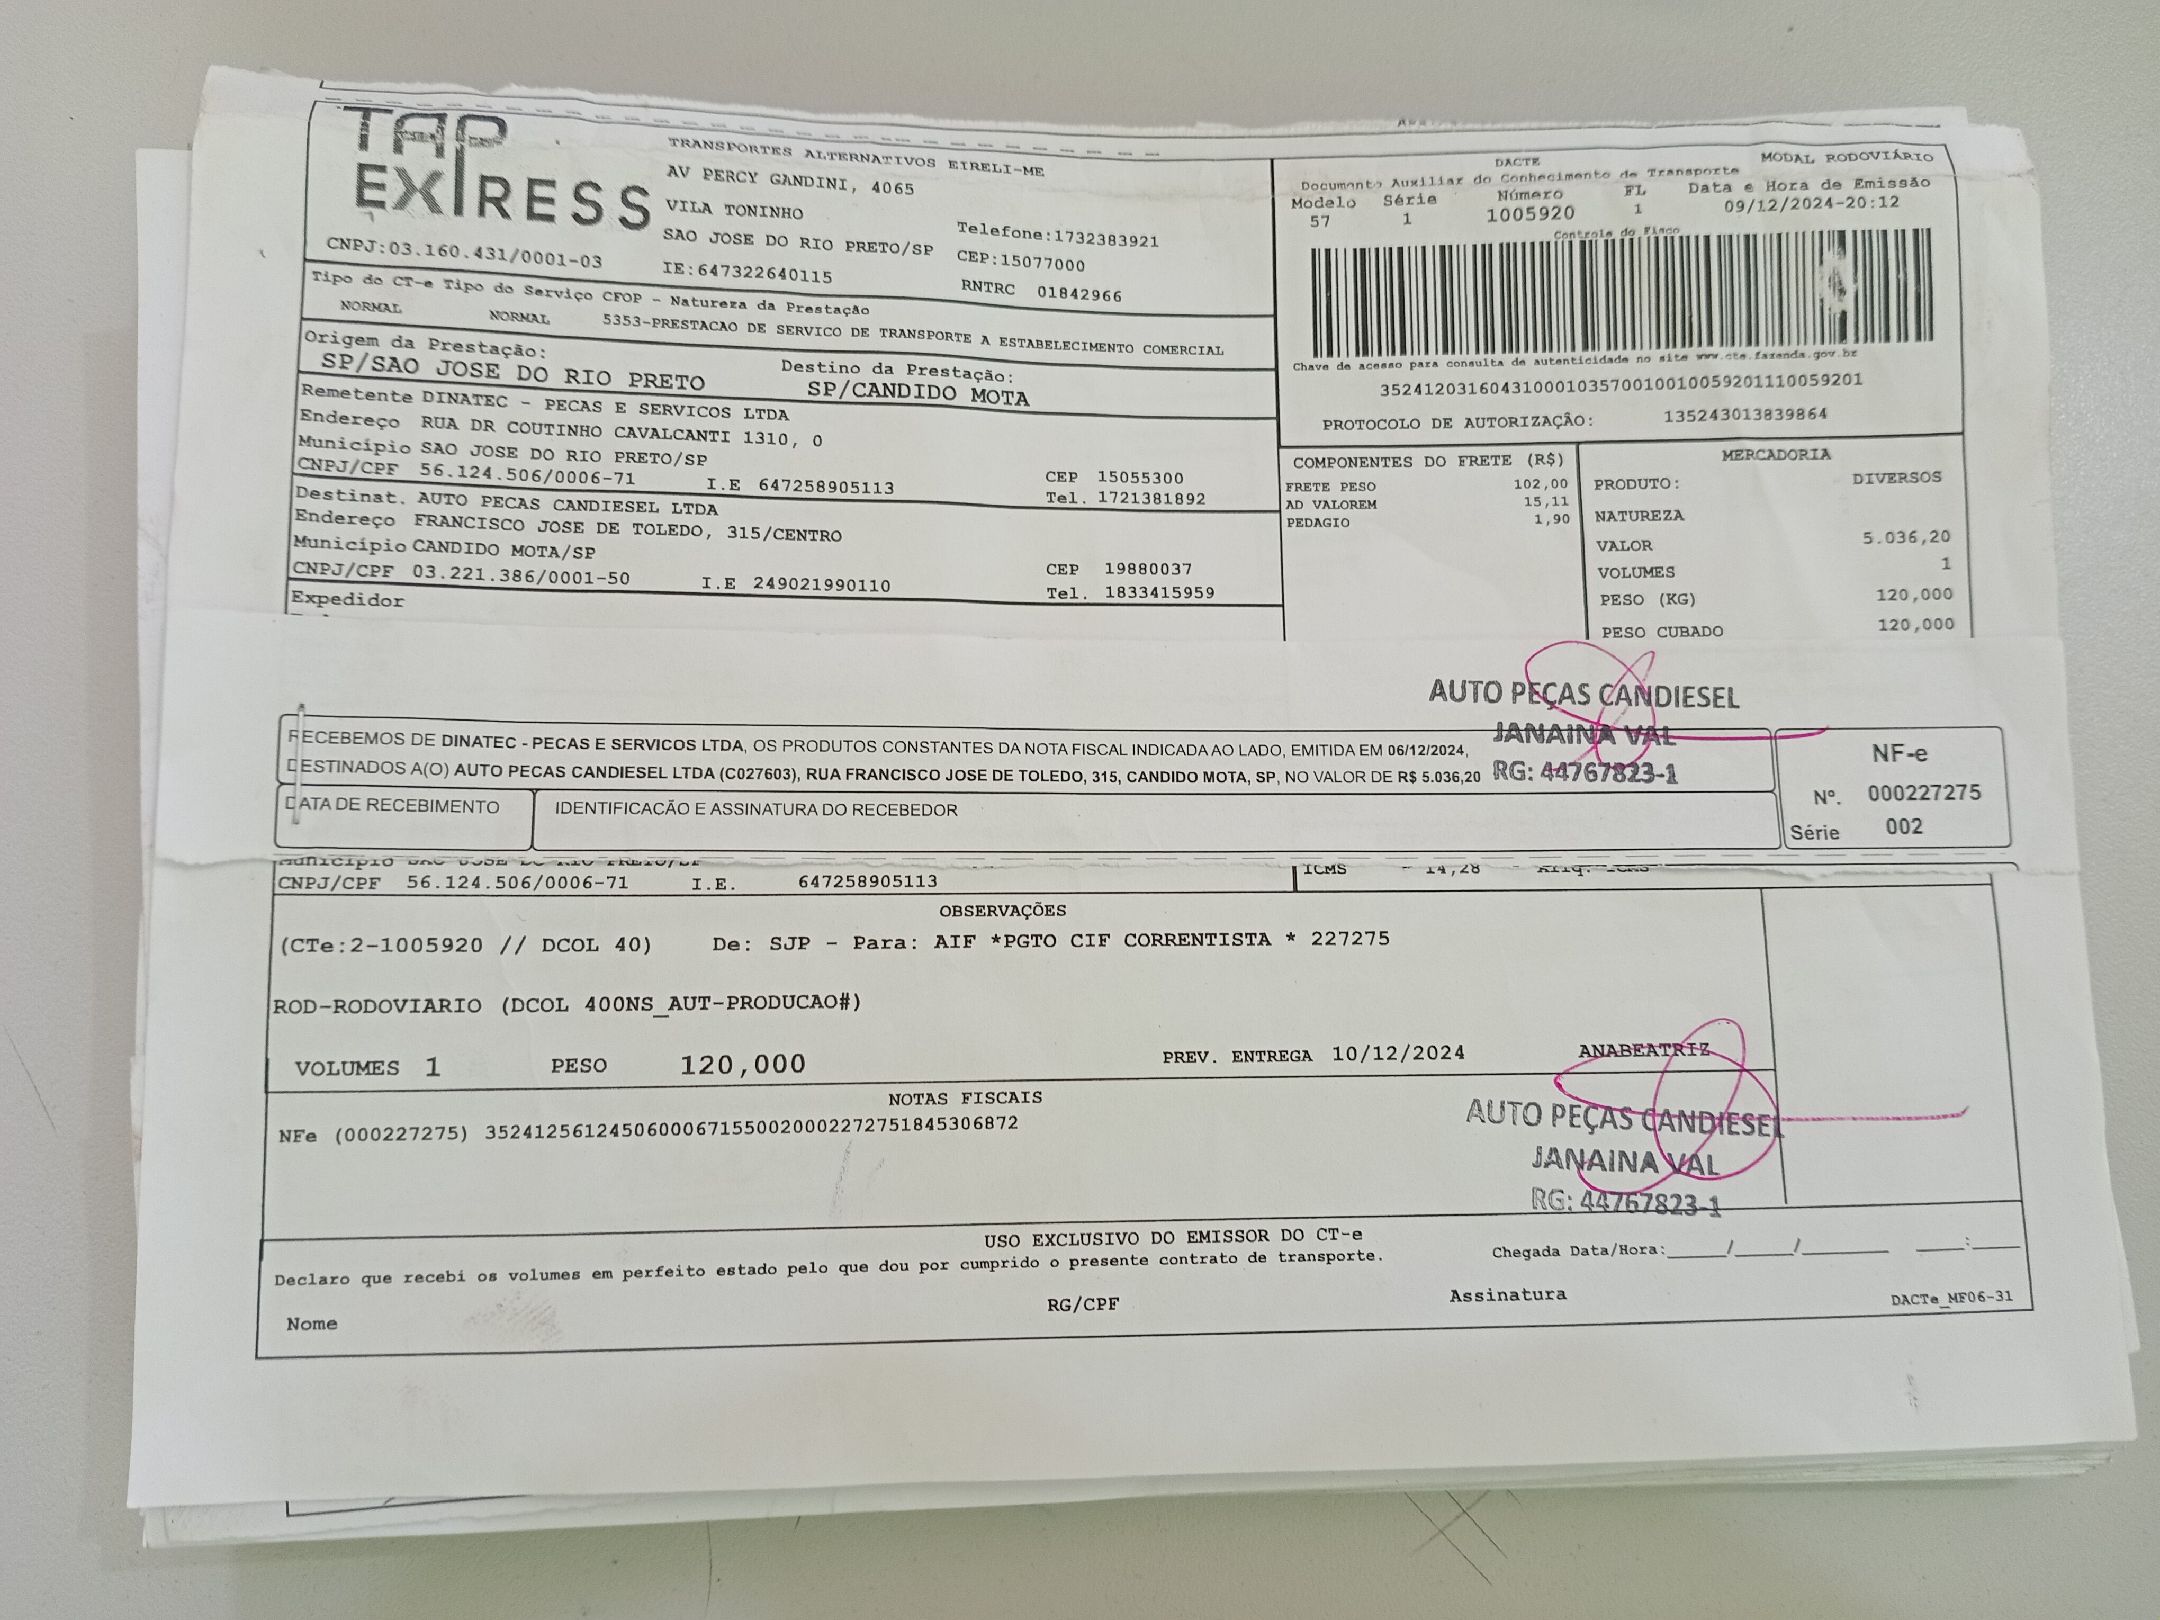 TAP
EXPRESS
TRANSPORTES ALTERNATIVOS EIRELI-ME
AV PERCY GANDINI, 4065
VILA TONINHO
SAO JOSE DO RIO PRETO/SP
Telefone:1732383921
CNPJ:03.160.431/0001-03
IE:647322640115
CEP:15077000
RNTRC 01842966
DACTE
MODAL RODOVIÁRIO
Documento Auxiliar do Conhecimento de Transporte
Modelo Série Número FL Data e Hora de Emissão
57 1 1005920 1 09/12/2024-20:12
Controle do Fisco
Chave de acesso para consulta de autenticidade no site www.cte.fazenda.gov.br
35241203160431000103570010010059201110059201
PROTOCOLO DE AUTORIZAÇÃO: 135243013839864
Tipo do CT-e Tipo do Serviço CFOP - Natureza da Prestação
NORMAL NORMAL 5353-PRESTACAO DE SERVICO DE TRANSPORTE A ESTABELECIMENTO COMERCIAL
Origem da Prestação: Destino da Prestação:
SP/SAO JOSE DO RIO PRETO SP/CANDIDO MOTA
Remetente DINATEC - PECAS E SERVICOS LTDA
Endereço RUA DR COUTINHO CAVALCANTI 1310, 0
Município SAO JOSE DO RIO PRETO/SP CEP 15055300
CNPJ/CPF 56.124.506/0006-71 I.E 647258905113 Tel. 1721381892
Destinat. AUTO PECAS CANDIESEL LTDA
Endereço FRANCISCO JOSE DE TOLEDO, 315/CENTRO
Município CANDIDO MOTA/SP CEP 19880037
CNPJ/CPF 03.221.386/0001-50 I.E 249021990110 Tel. 1833415959
Expedidor
COMPONENTES DO FRETE (R$)
FRETE PESO 102,00
AD VALOREM 15,11
PEDAGIO 1,90
MERCADORIA
PRODUTO: DIVERSOS
NATUREZA
VALOR 5.036,20
VOLUMES 1
PESO (KG) 120,000
PESO CUBADO 120,000
AUTO PEÇAS CANDIESEL
JANAINA VAL
RG: 44767823-1
RECEBEMOS DE DINATEC - PECAS E SERVICOS LTDA, OS PRODUTOS CONSTANTES DA NOTA FISCAL INDICADA AO LADO, EMITIDA EM 06/12/2024,
DESTINADOS A(O) AUTO PECAS CANDIESEL LTDA (C027603), RUA FRANCISCO JOSE DE TOLEDO, 315, CANDIDO MOTA, SP, NO VALOR DE R$ 5.036,20
DATA DE RECEBIMENTO IDENTIFICACÃO E ASSINATURA DO RECEBEDOR
NF-e
Nº. 000227275
Série 002
Município SAO JOSE DO RIO PRETO/SP
CNPJ/CPF 56.124.506/0006-71 I.E. 647258905113
ICMS 14,28
OBSERVAÇÕES
(CTe:2-1005920 // DCOL 40) De: SJP - Para: AIF *PGTO CIF CORRENTISTA * 227275
ROD-RODOVIARIO (DCOL 400NS_AUT-PRODUCAO#)
VOLUMES 1 PESO 120,000 PREV. ENTREGA 10/12/2024 ANABEATRIZ
NOTAS FISCAIS
NFe (000227275) 35241256124506000671550020002272751845306872
AUTO PEÇAS CANDIESEL
JANAINA VAL
RG: 44767823-1
USO EXCLUSIVO DO EMISSOR DO CT-e
Declaro que recebi os volumes em perfeito estado pelo que dou por cumprido o presente contrato de transporte.
Chegada Data/Hora:_____/_____/_______ ____:____
Nome RG/CPF Assinatura
DACTe_MF06-31